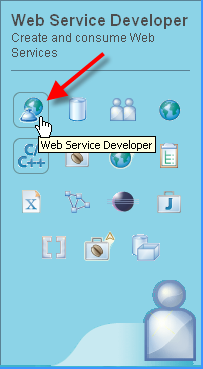 Web Service Developer
Create and consume Web
Services
C/
C++
Web Service Developer
X
J
[ ]